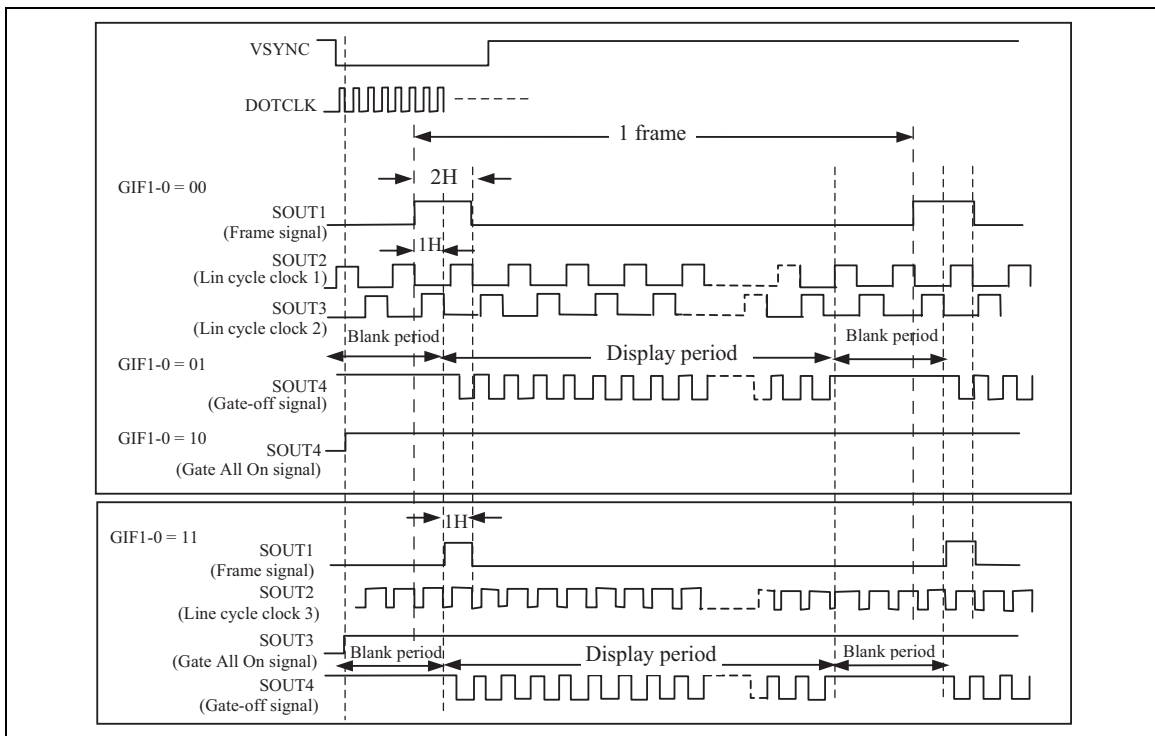 VSYNC
DOTCLK
1 frame
2H
GIF1-0 = 00
SOUT1
(Frame signal)
1H
SOUT2
(Lin cycle clock 1)
SOUT3
(Lin cycle clock 2)
Blank period
Display period
Blank period
GIF1-0 = 01
SOUT4
(Gate-off signal)
GIF1-0 = 10
SOUT4
(Gate All On signal)
1H
GIF1-0 = 11
SOUT1
(Frame signal)
SOUT2
(Line cycle clock 3)
SOUT3
(Gate All On signal)
Blank period
Display period
Blank period
SOUT4
(Gate-off signal)